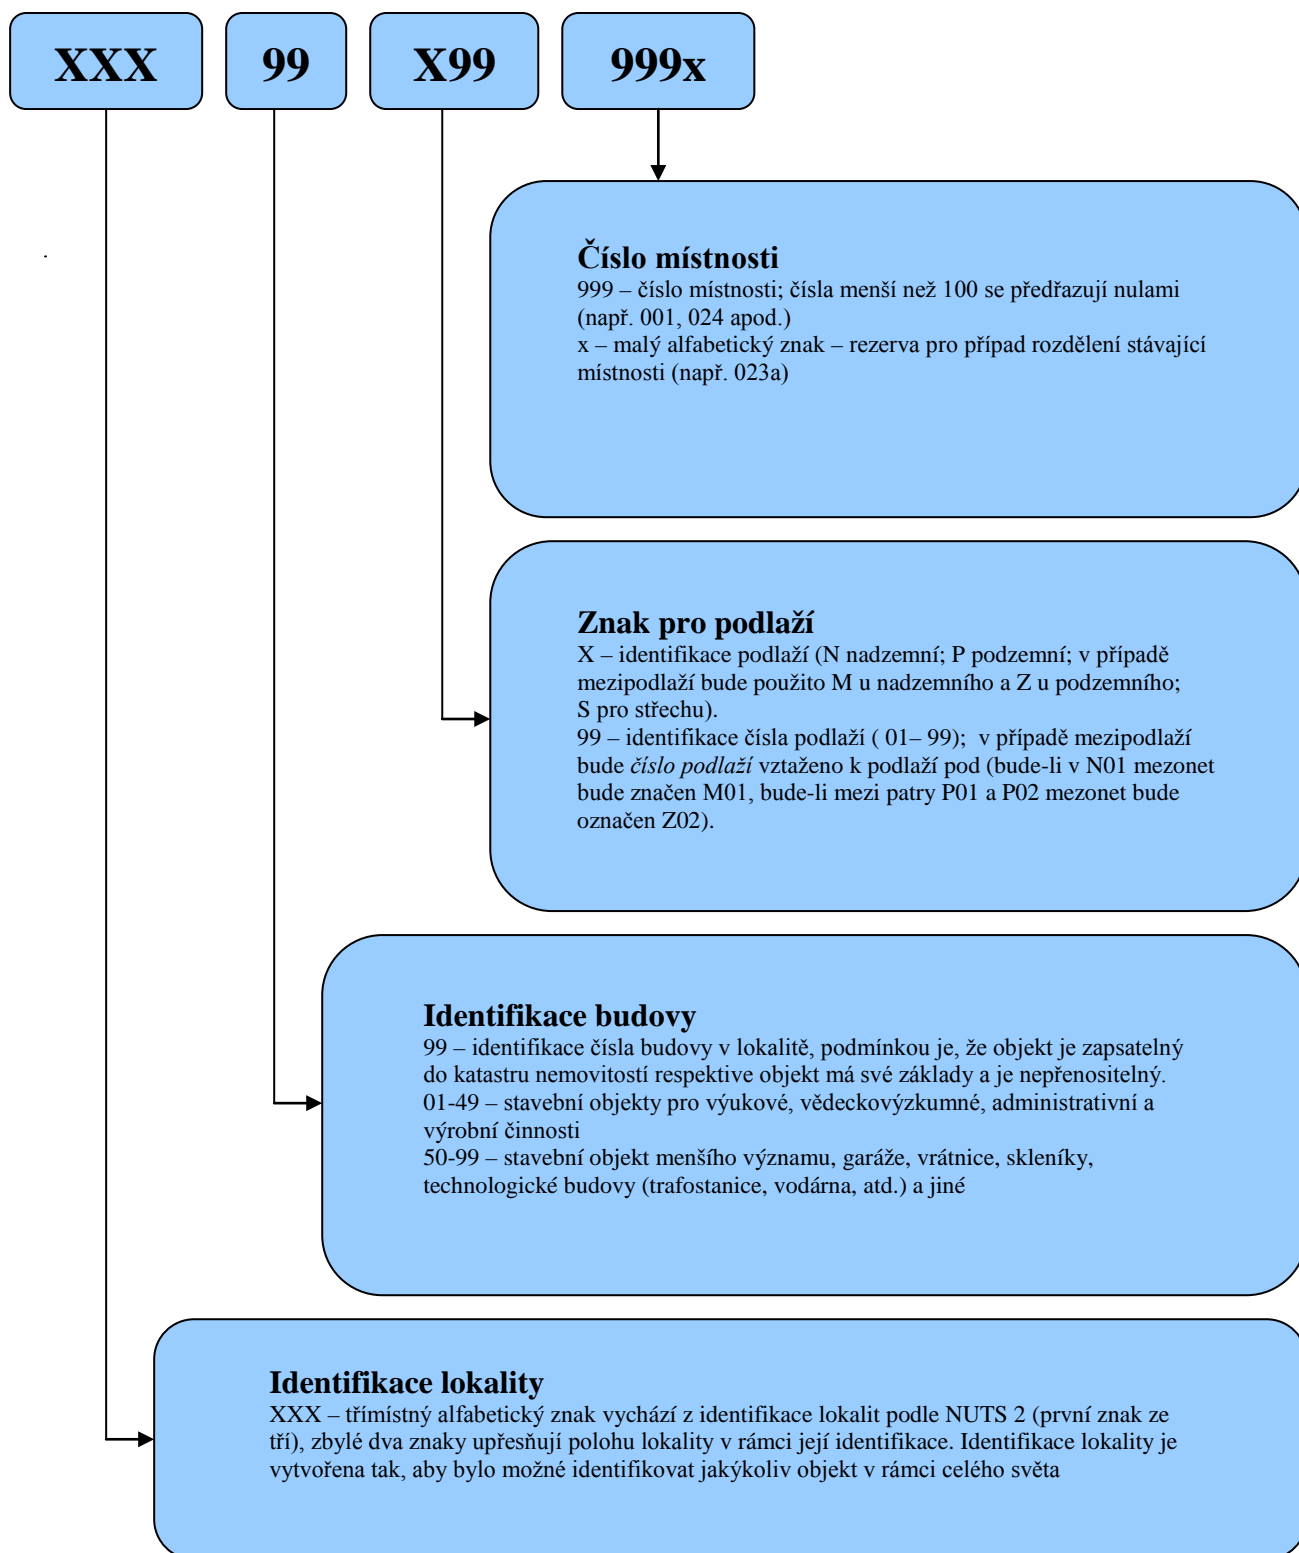 XXX 99 X99 999x
Číslo místnosti
999 – číslo místnosti; čísla menší než 100 se předřazují nulami
(např. 001, 024 apod.)
x – malý alfabetický znak – rezerva pro případ rozdělení stávající
místnosti (např. 023a)
Znak pro podlaží
X – identifikace podlaží (N nadzemní; P podzemní; v případě
mezipodlaží bude použito M u nadzemního a Z u podzemního;
S pro střechu).
99 – identifikace čísla podlaží ( 01– 99);  v případě mezipodlaží
bude číslo podlaží vztaženo k podlaží pod (bude-li v N01 mezonet
bude značen M01, bude-li mezi patry P01 a P02 mezonet bude
označen Z02).
Identifikace budovy
99 – identifikace čísla budovy v lokalitě, podmínkou je, že objekt je zapsatelný
do katastru nemovitostí respektive objekt má své základy a je nepřenositelný.
01-49 – stavební objekty pro výukové, vědeckovýzkumné, administrativní a
výrobní činnosti
50-99 – stavební objekt menšího významu, garáže, vrátnice, skleníky,
technologické budovy (trafostanice, vodárna, atd.) a jiné
Identifikace lokality
XXX – třímístný alfabetický znak vychází z identifikace lokalit podle NUTS 2 (první znak ze
tří), zbylé dva znaky upřesňují polohu lokality v rámci její identifikace. Identifikace lokality je
vytvořena tak, aby bylo možné identifikovat jakýkoliv objekt v rámci celého světa